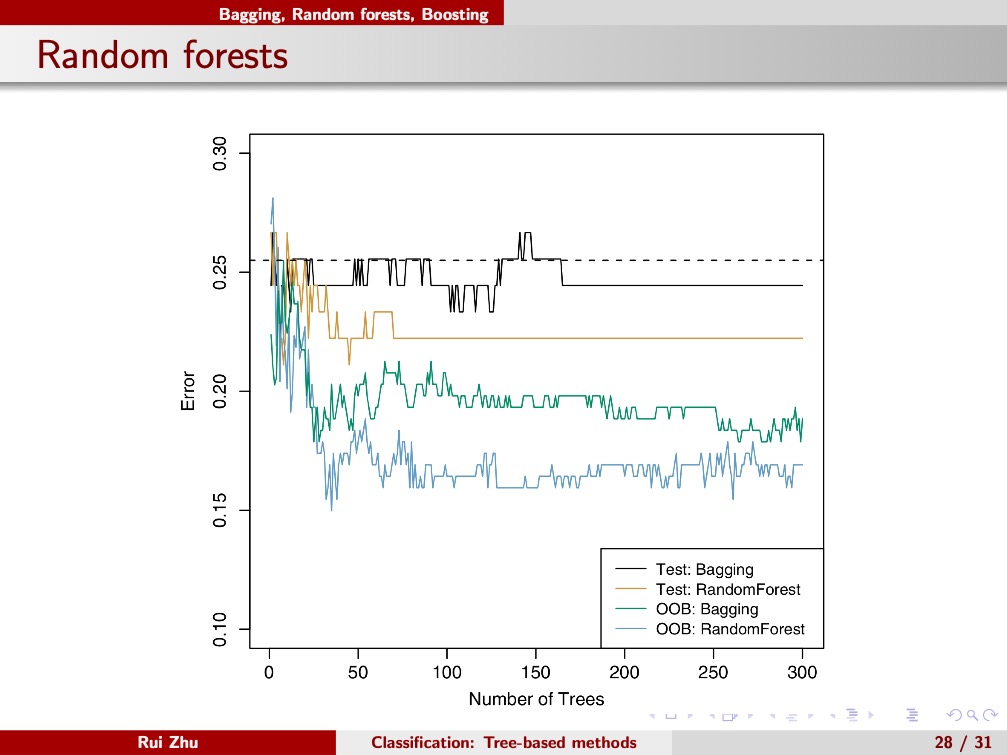 Bagging, Random forests, Boosting
Random forests
0.30
0.25
0.20
0.15
0.10
Error
0 50 100 150 200 250 300
Number of Trees
Test: Bagging
Test: RandomForest
OOB: Bagging
OOB: RandomForest
Rui Zhu Classification: Tree-based methods 28 / 31